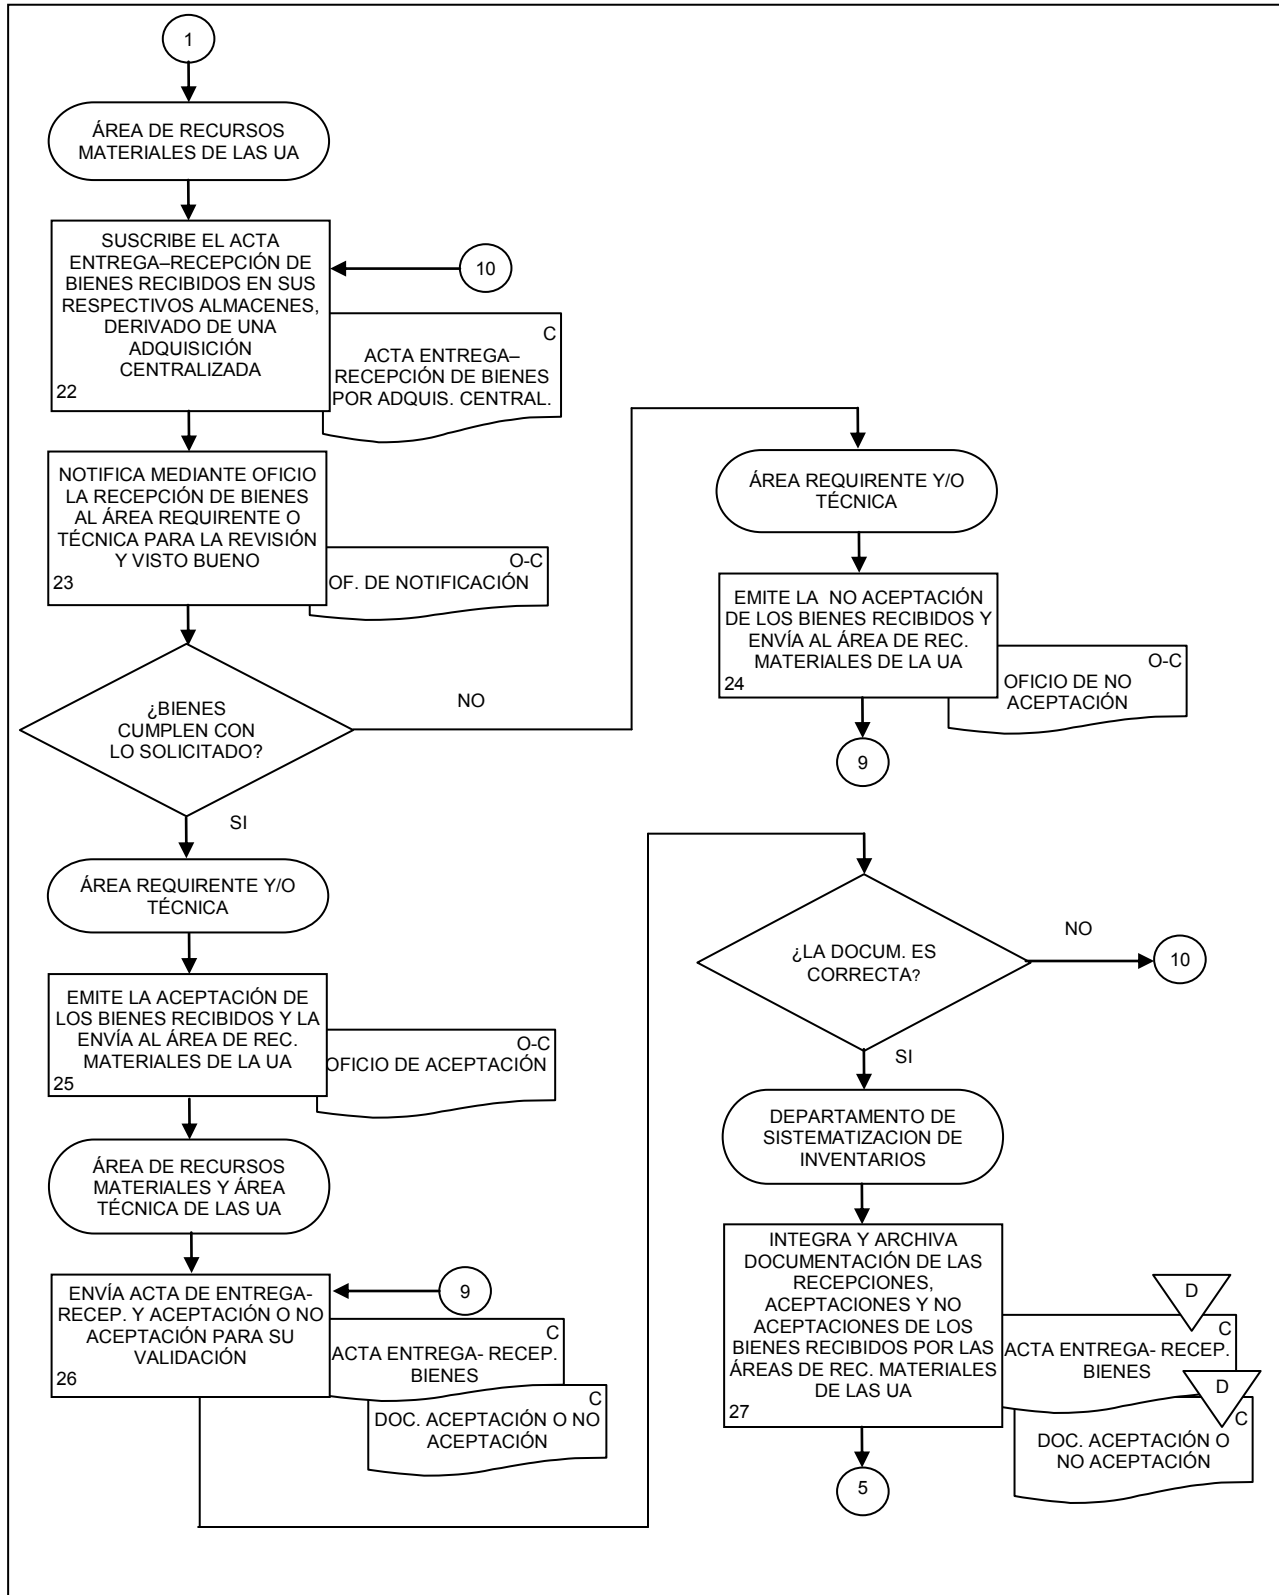 1
ÁREA DE RECURSOS
MATERIALES DE LAS UA
SUSCRIBE EL ACTA
ENTREGA–RECEPCIÓN DE
BIENES RECIBIDOS EN SUS
RESPECTIVOS ALMACENES,
DERIVADO DE UNA
ADQUISICIÓN
CENTRALIZADA
22
10
C
ACTA ENTREGA–
RECEPCIÓN DE BIENES
POR ADQUIS. CENTRAL.
NOTIFICA MEDIANTE OFICIO
LA RECEPCIÓN DE BIENES
AL ÁREA REQUIRENTE O
TÉCNICA PARA LA REVISIÓN
Y VISTO BUENO
23
O-C
OF. DE NOTIFICACIÓN
¿BIENES
CUMPLEN CON
LO SOLICITADO?
NO
SI
ÁREA REQUIRENTE Y/O
TÉCNICA
EMITE LA NO ACEPTACIÓN
DE LOS BIENES RECIBIDOS Y
ENVÍA AL ÁREA DE REC.
MATERIALES DE LA UA
24
O-C
OFICIO DE NO
ACEPTACIÓN
9
ÁREA REQUIRENTE Y/O
TÉCNICA
EMITE LA ACEPTACIÓN DE
LOS BIENES RECIBIDOS Y LA
ENVÍA AL ÁREA DE REC.
MATERIALES DE LA UA
25
O-C
OFICIO DE ACEPTACIÓN
ÁREA DE RECURSOS
MATERIALES Y ÁREA
TÉCNICA DE LAS UA
ENVÍA ACTA DE ENTREGA-
RECEP. Y ACEPTACIÓN O NO
ACEPTACIÓN PARA SU
VALIDACIÓN
26
9
C
ACTA ENTREGA- RECEP.
BIENES
C
DOC. ACEPTACIÓN O NO
ACEPTACIÓN
¿LA DOCUM. ES
CORRECTA?
NO
10
SI
DEPARTAMENTO DE
SISTEMATIZACION DE
INVENTARIOS
INTEGRA Y ARCHIVA
DOCUMENTACIÓN DE LAS
RECEPCIONES,
ACEPTACIONES Y NO
ACEPTACIONES DE LOS
BIENES RECIBIDOS POR LAS
ÁREAS DE REC. MATERIALES
DE LAS UA
27
D
C
ACTA ENTREGA- RECEP.
BIENES
D
C
DOC. ACEPTACIÓN O
NO ACEPTACIÓN
5